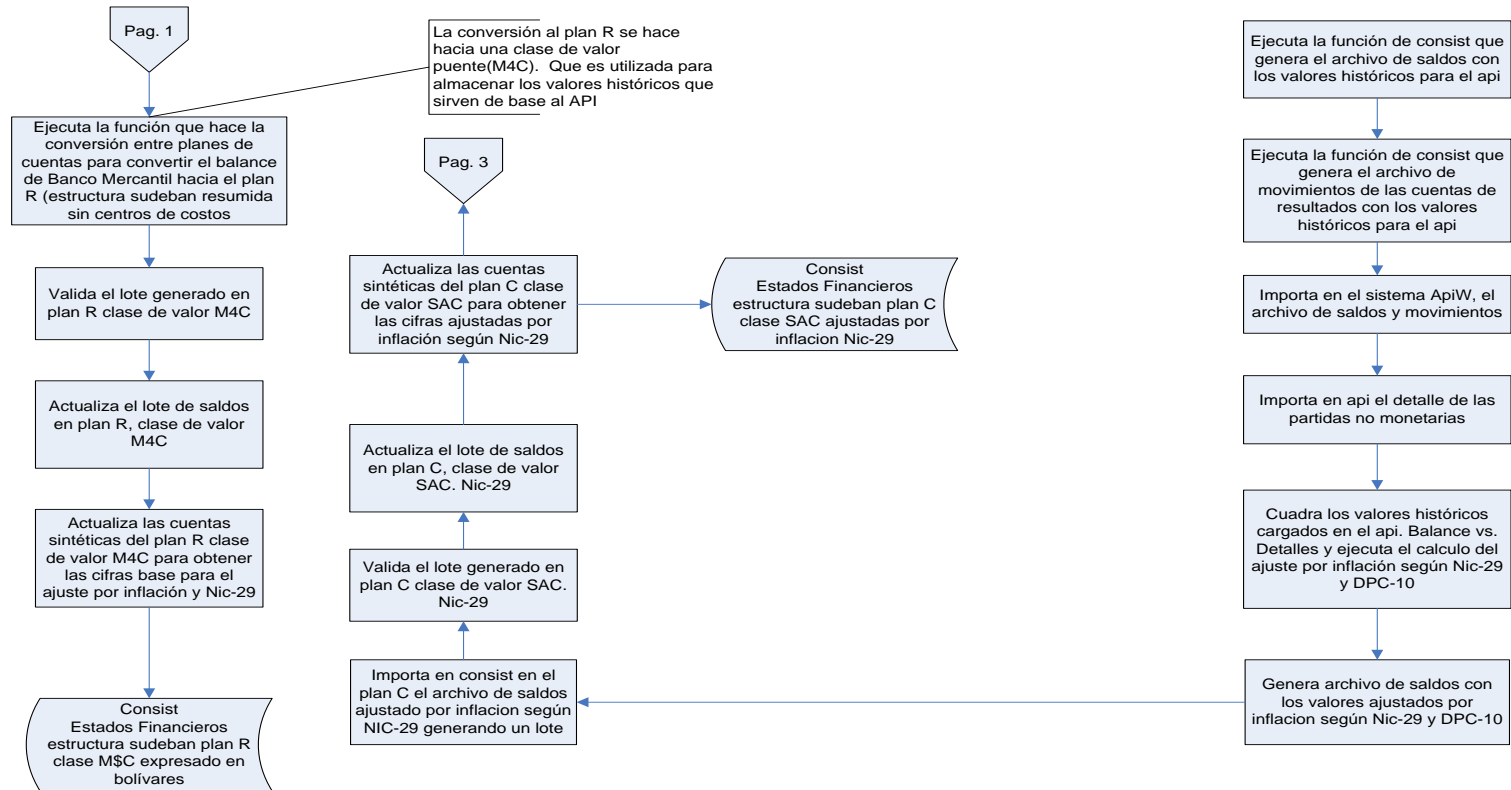 Pag. 1
La conversión al plan R se hace
hacia una clase de valor
puente(M4C).  Que es utilizada para
almacenar los valores históricos que
sirven de base al API
Ejecuta la función que hace la
conversión entre planes de
cuentas para convertir el balance
de Banco Mercantil hacia el plan
R (estructura sudeban resumida
sin centros de costos
Valida el lote generado en
plan R clase de valor M4C
Actualiza el lote de saldos
en plan R, clase de valor
M4C
Actualiza las cuentas
sintéticas del plan R clase
de valor M4C para obtener
las cifras base para el
ajuste por inflación y Nic-29
Consist
Estados Financieros
estructura sudeban plan R
clase M$C expresado en
bolívares
Pag. 3
Actualiza las cuentas
sintéticas del plan C clase
de valor SAC para obtener
las cifras ajustadas por
inflación según Nic-29
Consist
Estados Financieros
estructura sudeban plan C
clase SAC ajustadas por
inflacion Nic-29
Actualiza el lote de saldos
en plan C, clase de valor
SAC. Nic-29
Valida el lote generado en
plan C clase de valor SAC.
Nic-29
Importa en consist en el
plan C el archivo de saldos
ajustado por inflacion según
NIC-29 generando un lote
Ejecuta la función de consist que
genera el archivo de saldos con
los valores históricos para el api
Ejecuta la función de consist que
genera el archivo de
movimientos de las cuentas de
resultados con los valores
históricos para el api
Importa en el sistema ApiW, el
archivo de saldos y movimientos
Importa en api el detalle de las
partidas no monetarias
Cuadra los valores históricos
cargados en el api. Balance vs.
Detalles y ejecuta el calculo del
ajuste por inflación según Nic-29
y DPC-10
Genera archivo de saldos con
los valores ajustados por
inflacion según Nic-29 y DPC-10